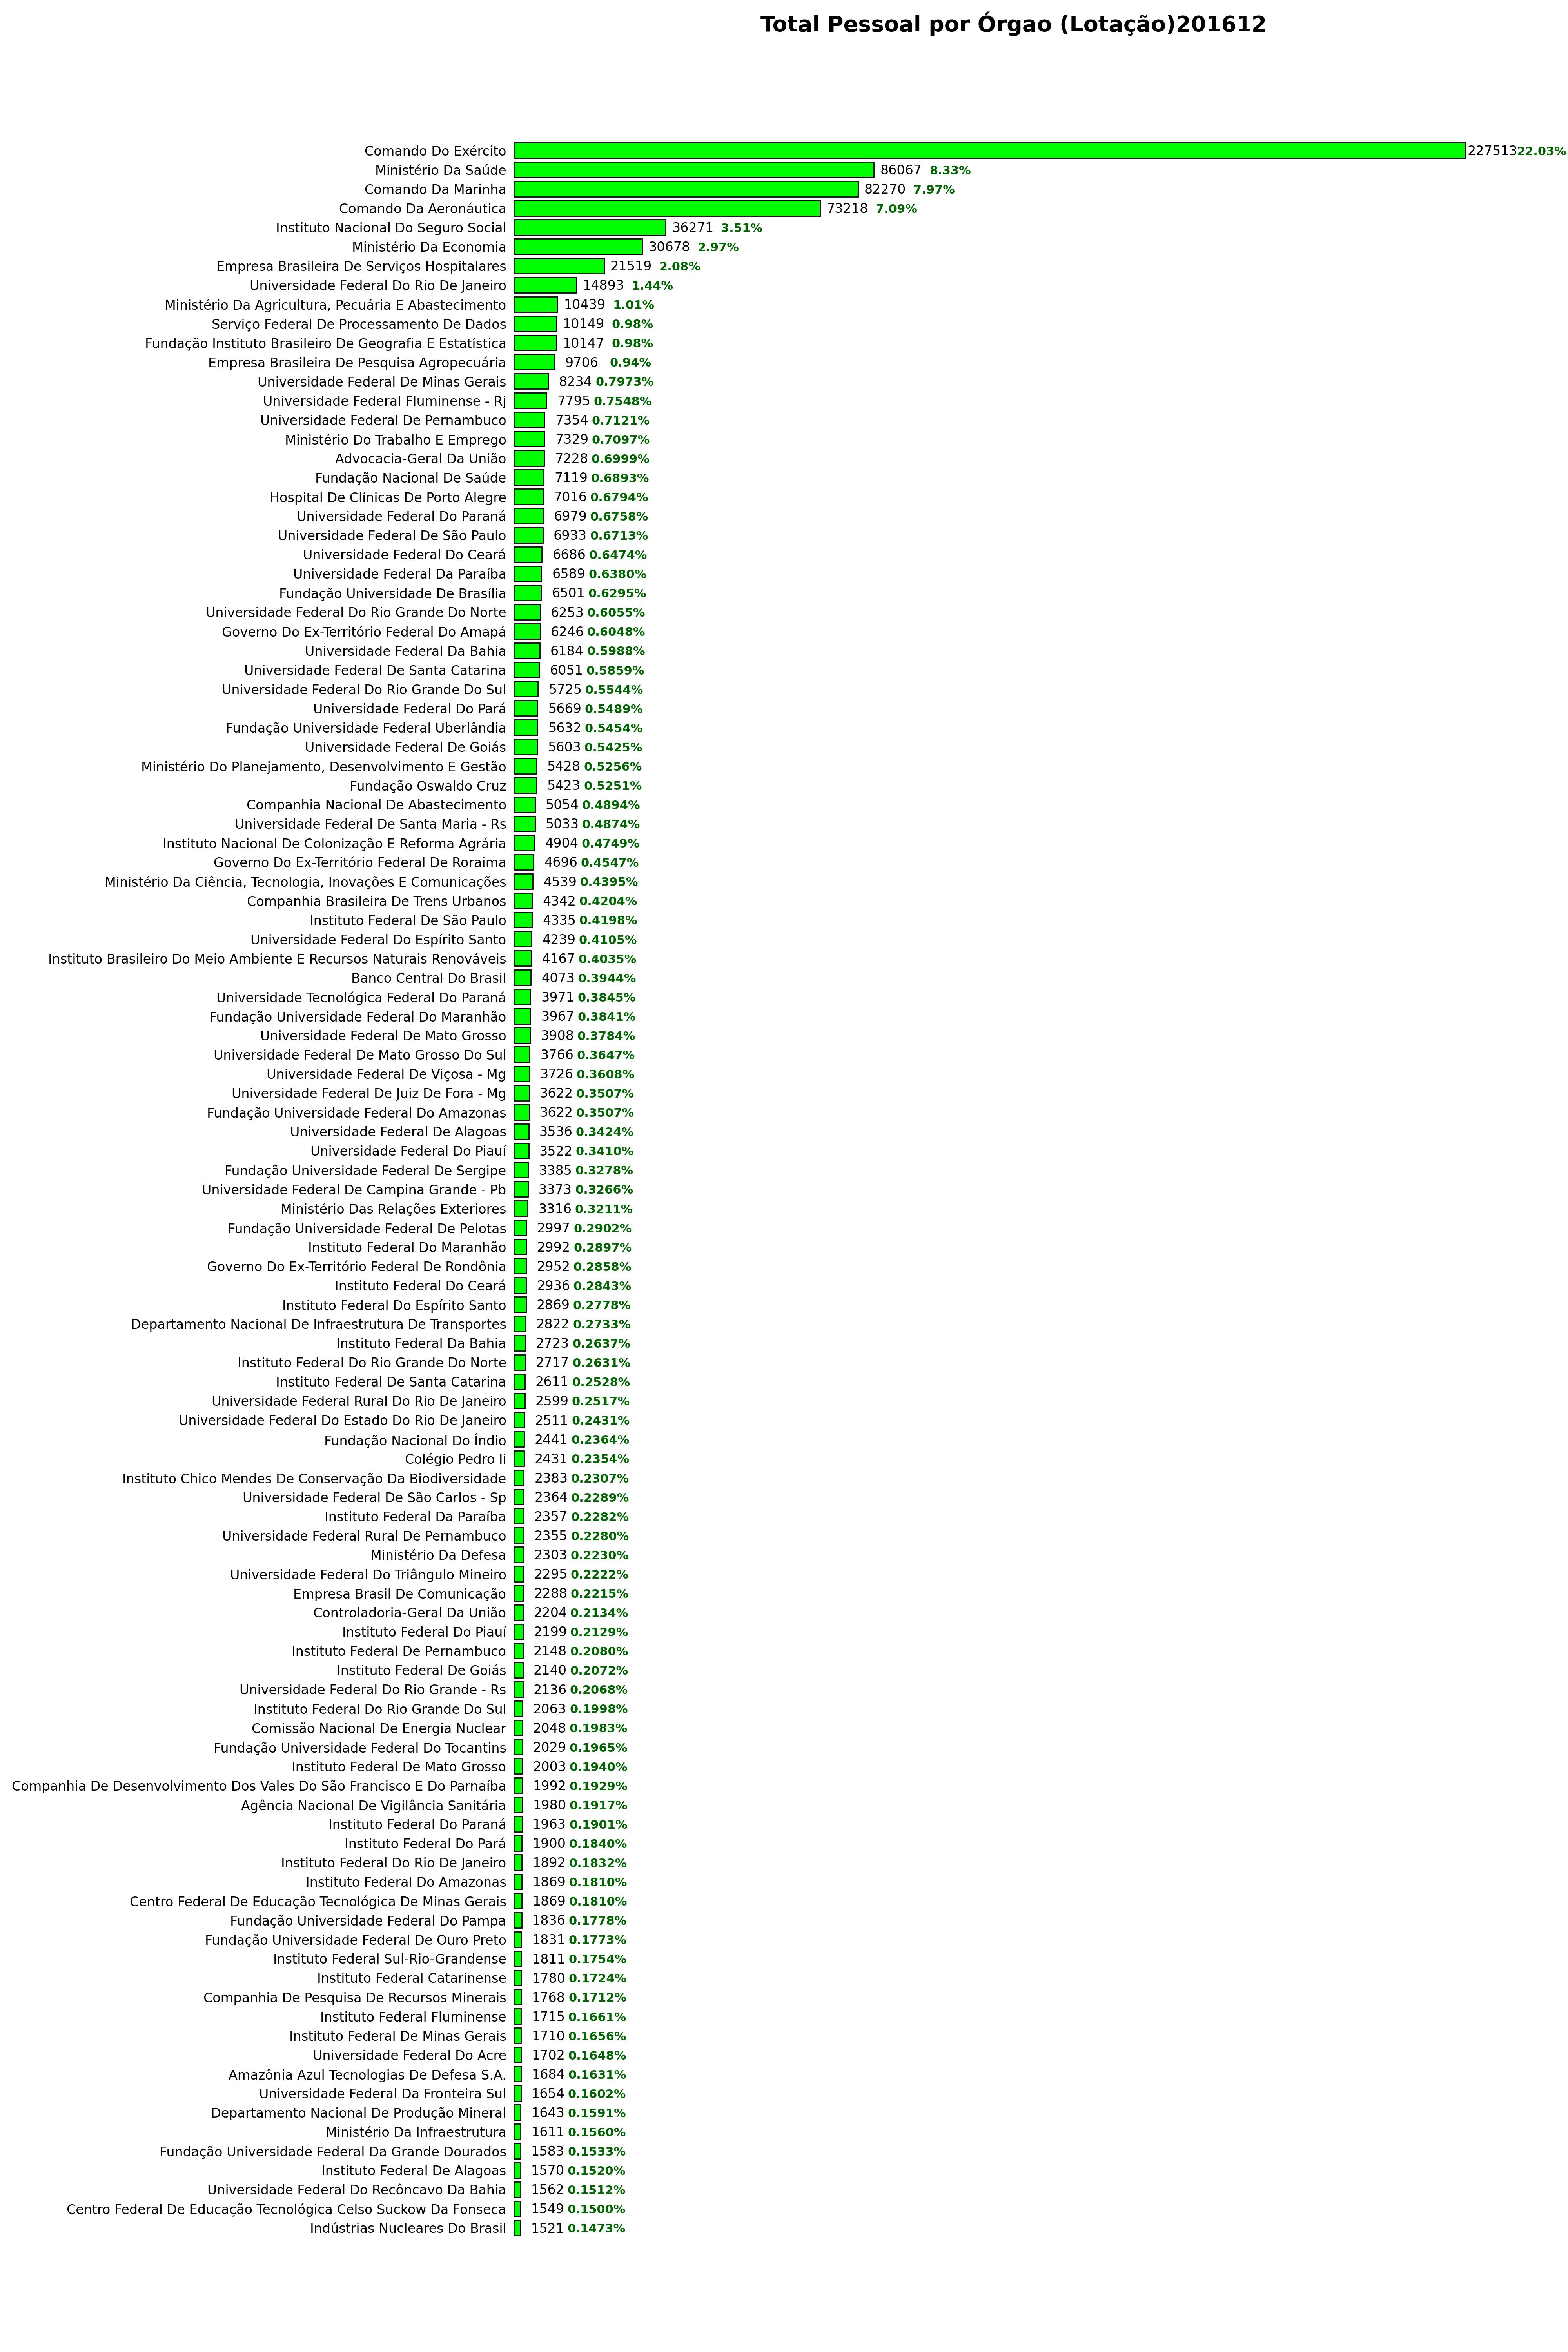 Total Pessoal por Órgao (Lotação)201612
Comando Do Exército 227513 22.03%
Ministério Da Saúde 86067 8.33%
Comando Da Marinha 82270 7.97%
Comando Da Aeronáutica 73218 7.09%
Instituto Nacional Do Seguro Social 36271 3.51%
Ministério Da Economia 30678 2.97%
Empresa Brasileira De Serviços Hospitalares 21519 2.08%
Universidade Federal Do Rio De Janeiro 14893 1.44%
Ministério Da Agricultura, Pecuária E Abastecimento 10439 1.01%
Serviço Federal De Processamento De Dados 10149 0.98%
Fundação Instituto Brasileiro De Geografia E Estatística 10147 0.98%
Empresa Brasileira De Pesquisa Agropecuária 9706 0.94%
Universidade Federal De Minas Gerais 8234 0.7973%
Universidade Federal Fluminense - Rj 7795 0.7548%
Universidade Federal De Pernambuco 7354 0.7121%
Ministério Do Trabalho E Emprego 7329 0.7097%
Advocacia-Geral Da União 7228 0.6999%
Fundação Nacional De Saúde 7119 0.6893%
Hospital De Clínicas De Porto Alegre 7016 0.6794%
Universidade Federal Do Paraná 6979 0.6758%
Universidade Federal De São Paulo 6933 0.6713%
Universidade Federal Do Ceará 6686 0.6474%
Universidade Federal Da Paraíba 6589 0.6380%
Fundação Universidade De Brasília 6501 0.6295%
Universidade Federal Do Rio Grande Do Norte 6253 0.6055%
Governo Do Ex-Território Federal Do Amapá 6246 0.6048%
Universidade Federal Da Bahia 6184 0.5988%
Universidade Federal De Santa Catarina 6051 0.5859%
Universidade Federal Do Rio Grande Do Sul 5725 0.5544%
Universidade Federal Do Pará 5669 0.5489%
Fundação Universidade Federal Uberlândia 5632 0.5454%
Universidade Federal De Goiás 5603 0.5425%
Ministério Do Planejamento, Desenvolvimento E Gestão 5428 0.5256%
Fundação Oswaldo Cruz 5423 0.5251%
Companhia Nacional De Abastecimento 5054 0.4894%
Universidade Federal De Santa Maria - Rs 5033 0.4874%
Instituto Nacional De Colonização E Reforma Agrária 4904 0.4749%
Governo Do Ex-Território Federal De Roraima 4696 0.4547%
Ministério Da Ciência, Tecnologia, Inovações E Comunicações 4539 0.4395%
Companhia Brasileira De Trens Urbanos 4342 0.4204%
Instituto Federal De São Paulo 4335 0.4198%
Universidade Federal Do Espírito Santo 4239 0.4105%
Instituto Brasileiro Do Meio Ambiente E Recursos Naturais Renováveis 4167 0.4035%
Banco Central Do Brasil 4073 0.3944%
Universidade Tecnológica Federal Do Paraná 3971 0.3845%
Fundação Universidade Federal Do Maranhão 3967 0.3841%
Universidade Federal De Mato Grosso 3908 0.3784%
Universidade Federal De Mato Grosso Do Sul 3766 0.3647%
Universidade Federal De Viçosa - Mg 3726 0.3608%
Universidade Federal De Juiz De Fora - Mg 3622 0.3507%
Fundação Universidade Federal Do Amazonas 3622 0.3507%
Universidade Federal De Alagoas 3536 0.3424%
Universidade Federal Do Piauí 3522 0.3410%
Fundação Universidade Federal De Sergipe 3385 0.3278%
Universidade Federal De Campina Grande - Pb 3373 0.3266%
Ministério Das Relações Exteriores 3316 0.3211%
Fundação Universidade Federal De Pelotas 2997 0.2902%
Instituto Federal Do Maranhão 2992 0.2897%
Governo Do Ex-Território Federal De Rondônia 2952 0.2858%
Instituto Federal Do Ceará 2936 0.2843%
Instituto Federal Do Espírito Santo 2869 0.2778%
Departamento Nacional De Infraestrutura De Transportes 2822 0.2733%
Instituto Federal Da Bahia 2723 0.2637%
Instituto Federal Do Rio Grande Do Norte 2717 0.2631%
Instituto Federal De Santa Catarina 2611 0.2528%
Universidade Federal Rural Do Rio De Janeiro 2599 0.2517%
Universidade Federal Do Estado Do Rio De Janeiro 2511 0.2431%
Fundação Nacional Do Índio 2441 0.2364%
Colégio Pedro Ii 2431 0.2354%
Instituto Chico Mendes De Conservação Da Biodiversidade 2383 0.2307%
Universidade Federal De São Carlos - Sp 2364 0.2289%
Instituto Federal Da Paraíba 2357 0.2282%
Universidade Federal Rural De Pernambuco 2355 0.2280%
Ministério Da Defesa 2303 0.2230%
Universidade Federal Do Triângulo Mineiro 2295 0.2222%
Empresa Brasil De Comunicação 2288 0.2215%
Controladoria-Geral Da União 2204 0.2134%
Instituto Federal Do Piauí 2199 0.2129%
Instituto Federal De Pernambuco 2148 0.2080%
Instituto Federal De Goiás 2140 0.2072%
Universidade Federal Do Rio Grande - Rs 2136 0.2068%
Instituto Federal Do Rio Grande Do Sul 2063 0.1998%
Comissão Nacional De Energia Nuclear 2048 0.1983%
Fundação Universidade Federal Do Tocantins 2029 0.1965%
Instituto Federal De Mato Grosso 2003 0.1940%
Companhia De Desenvolvimento Dos Vales Do São Francisco E Do Parnaíba 1992 0.1929%
Agência Nacional De Vigilância Sanitária 1980 0.1917%
Instituto Federal Do Paraná 1963 0.1901%
Instituto Federal Do Pará 1900 0.1840%
Instituto Federal Do Rio De Janeiro 1892 0.1832%
Instituto Federal Do Amazonas 1869 0.1810%
Centro Federal De Educação Tecnológica De Minas Gerais 1869 0.1810%
Fundação Universidade Federal Do Pampa 1836 0.1778%
Fundação Universidade Federal De Ouro Preto 1831 0.1773%
Instituto Federal Sul-Rio-Grandense 1811 0.1754%
Instituto Federal Catarinense 1780 0.1724%
Companhia De Pesquisa De Recursos Minerais 1768 0.1712%
Instituto Federal Fluminense 1715 0.1661%
Instituto Federal De Minas Gerais 1710 0.1656%
Universidade Federal Do Acre 1702 0.1648%
Amazônia Azul Tecnologias De Defesa S.A. 1684 0.1631%
Universidade Federal Da Fronteira Sul 1654 0.1602%
Departamento Nacional De Produção Mineral 1643 0.1591%
Ministério Da Infraestrutura 1611 0.1560%
Fundação Universidade Federal Da Grande Dourados 1583 0.1533%
Instituto Federal De Alagoas 1570 0.1520%
Universidade Federal Do Recôncavo Da Bahia 1562 0.1512%
Centro Federal De Educação Tecnológica Celso Suckow Da Fonseca 1549 0.1500%
Indústrias Nucleares Do Brasil 1521 0.1473%